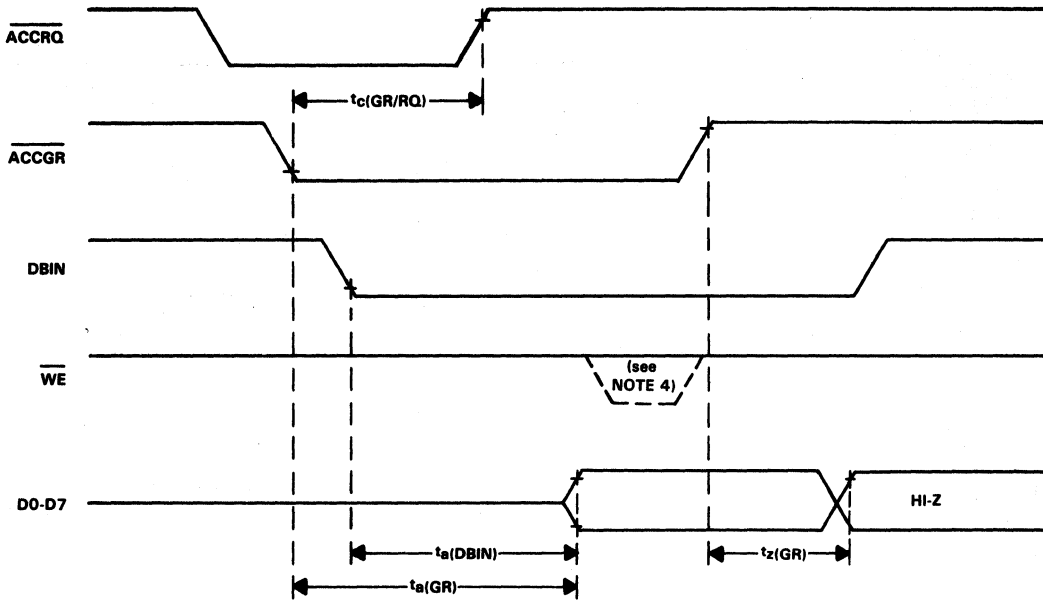 ACCRQ
tc(GR/RQ)
ACCGR
DBIN
WE
(see
NOTE 4)
D0-D7
HI-Z
ta(DBIN)
tz(GR)
ta(GR)